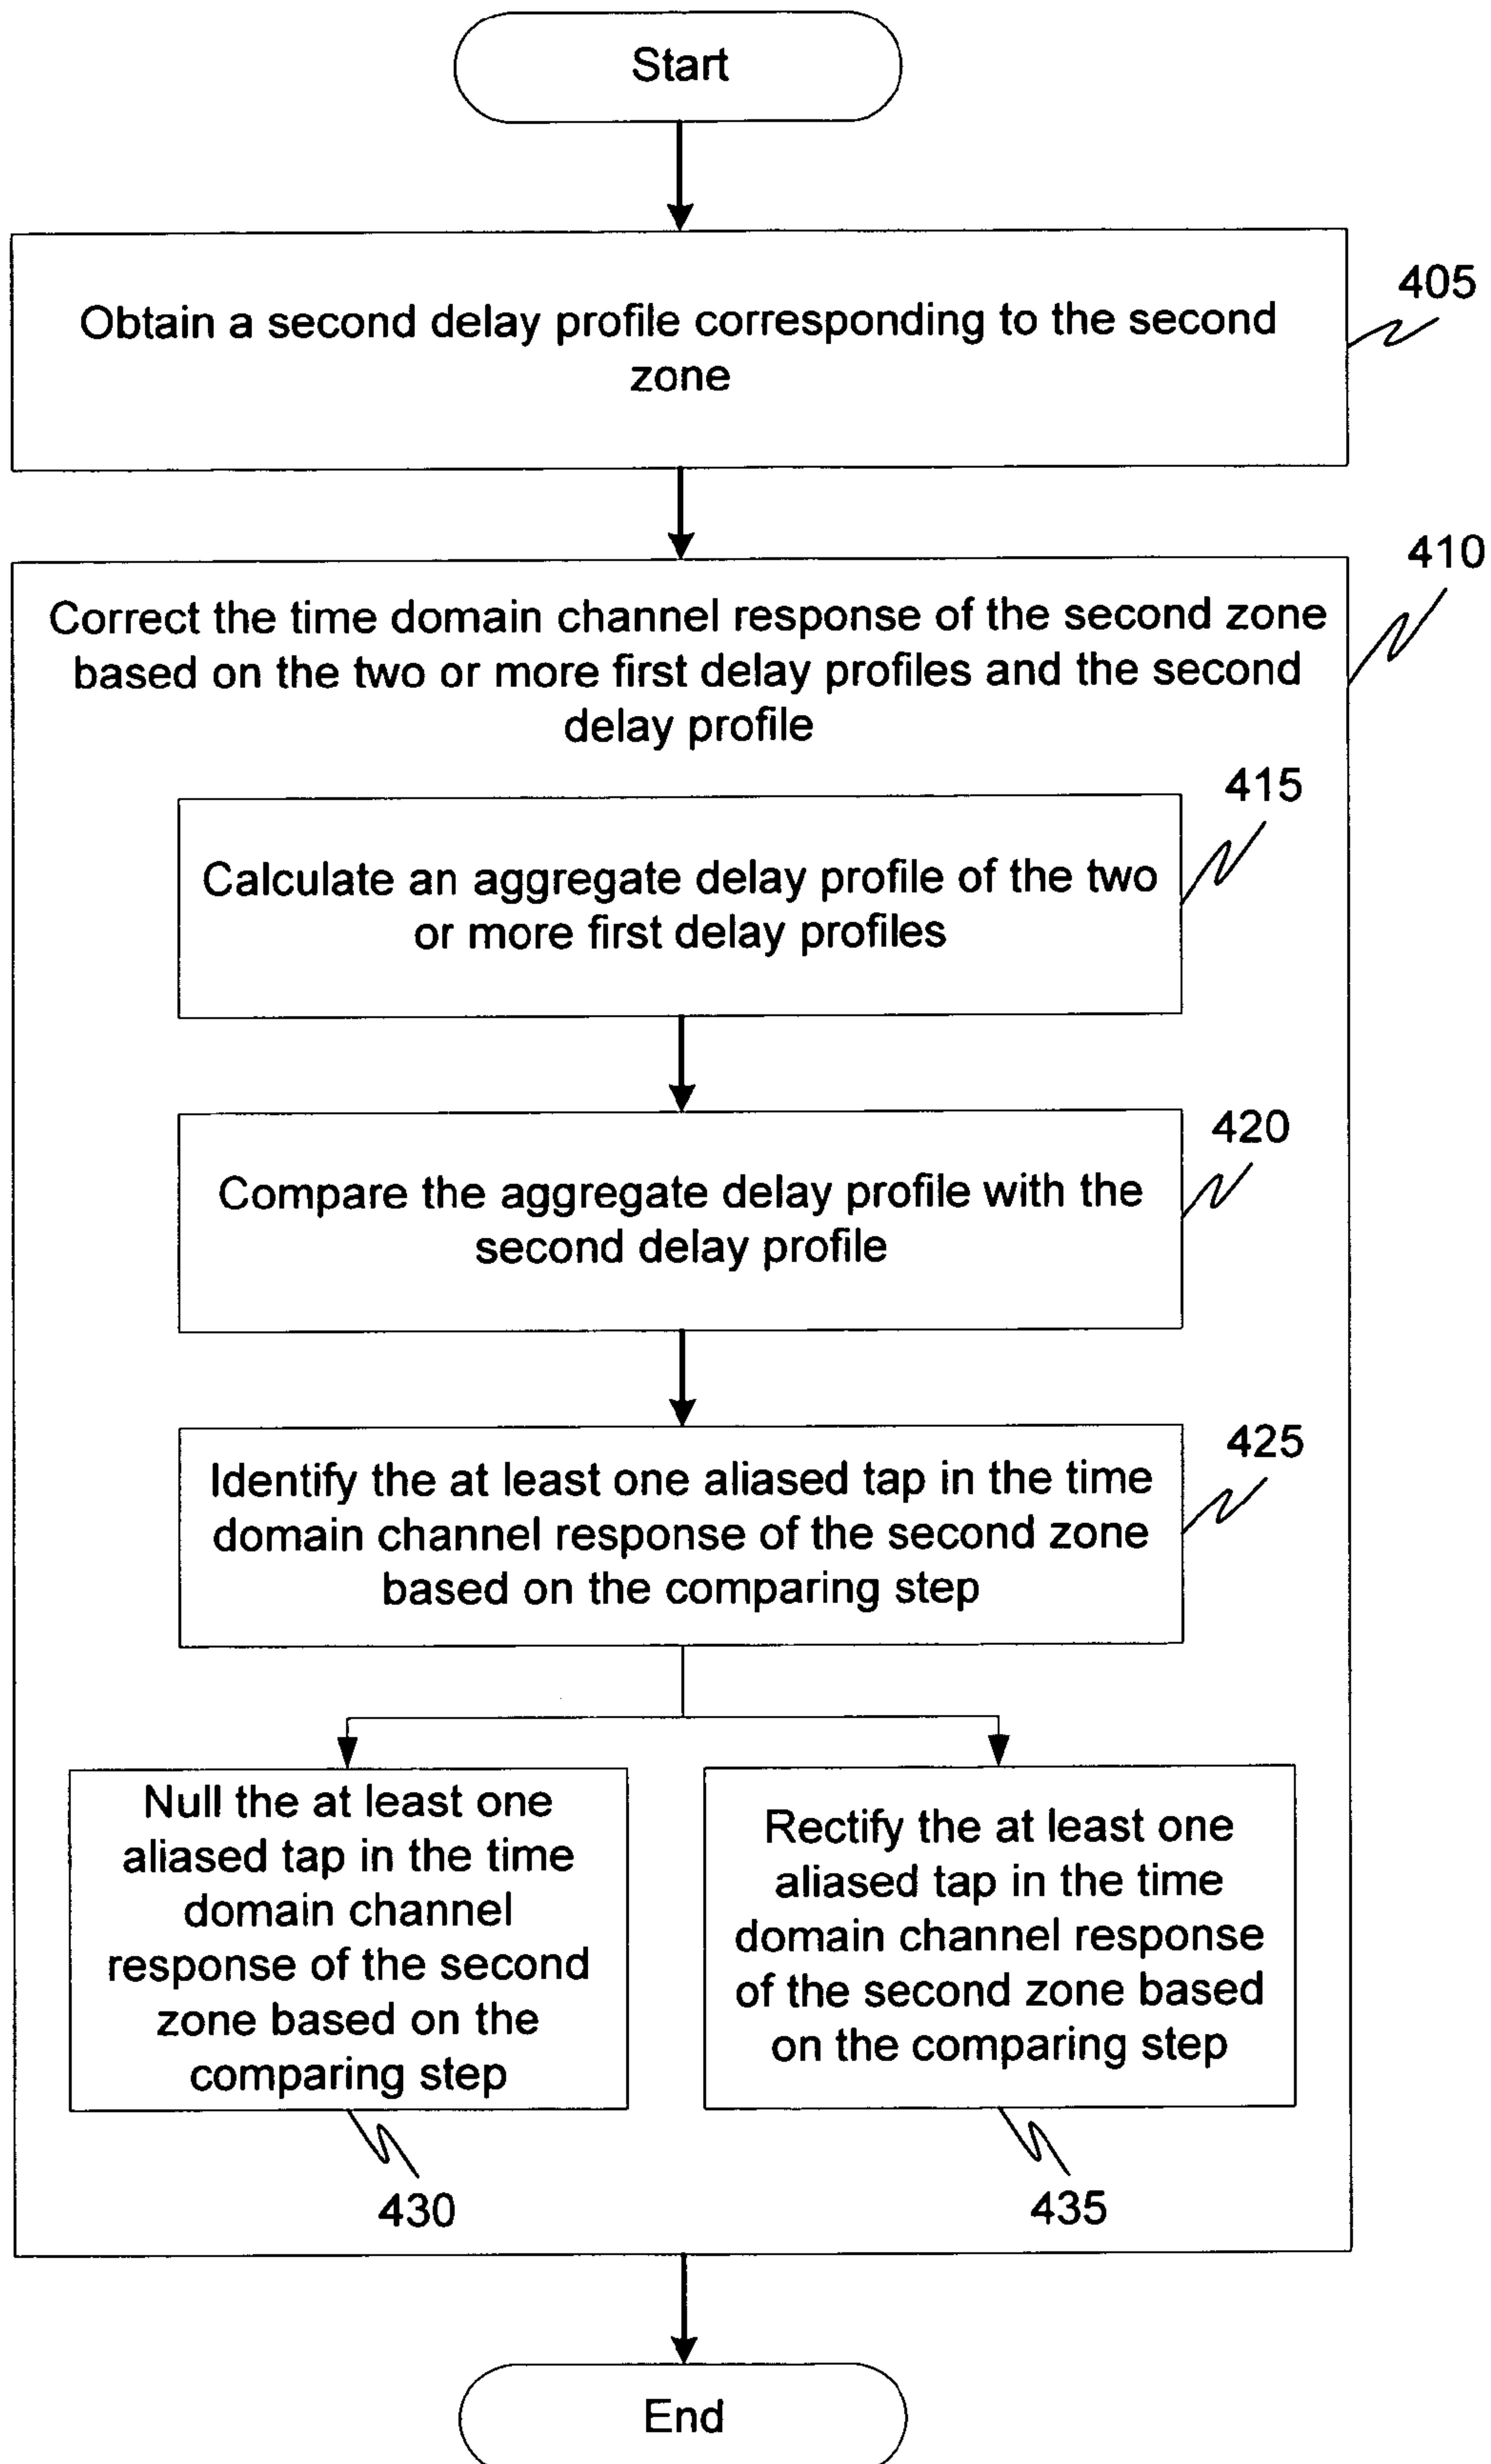 Start
Obtain a second delay profile corresponding to the second
zone
405
410
Correct the time domain channel response of the second zone
based on the two or more first delay profiles and the second
delay profile
415
Calculate an aggregate delay profile of the two
or more first delay profiles
420
Compare the aggregate delay profile with the
second delay profile
425
Identify the at least one aliased tap in the time
domain channel response of the second zone
based on the comparing step
Null the at least one
aliased tap in the time
domain channel
response of the second
zone based on the
comparing step
Rectify the at least one
aliased tap in the time
domain channel response
of the second zone based
on the comparing step
430
435
End